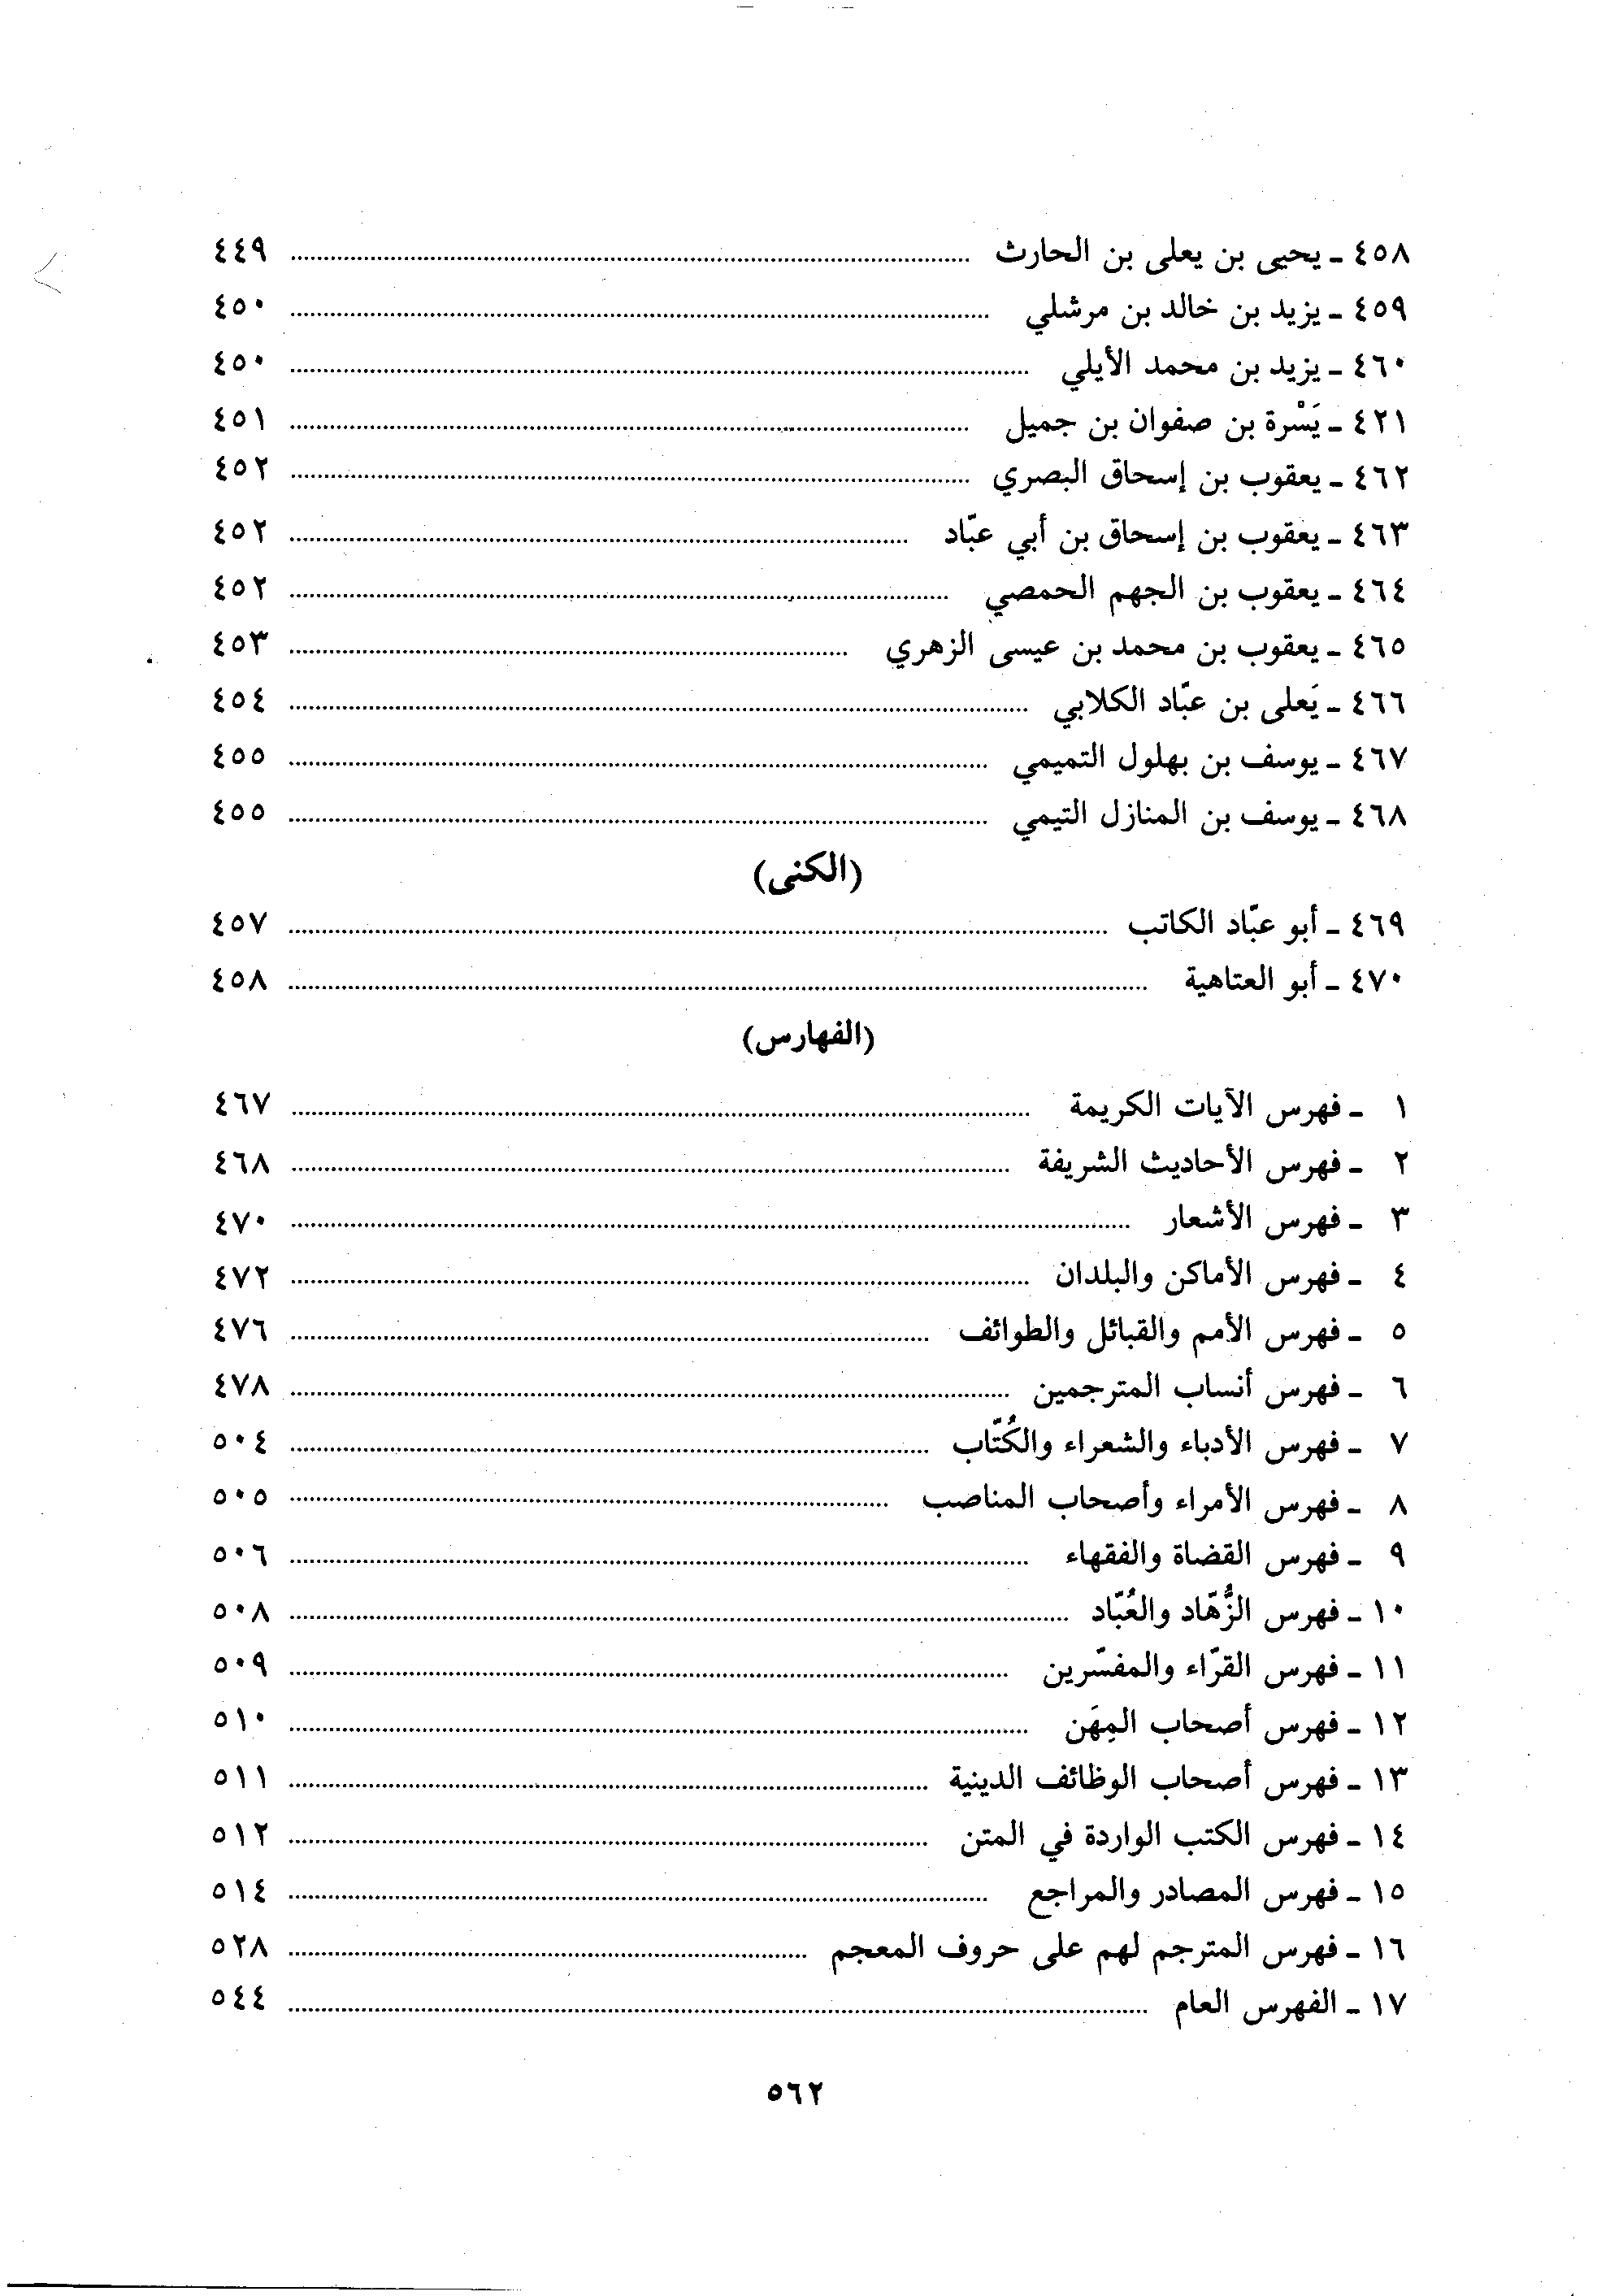 ٤٥٨ ـ يحيى بن يعلى بن الحارث ........ ٤٤٩
٤٥٩ ـ يزيد بن خالد بن مرشلي ........ ٤٥٠
٤٦٠ ـ يزيد بن محمد الأيلي ........ ٤٥٠
٤٢١ ـ يَسْرة بن صفوان بن جميل ........ ٤٥١
٤٦٢ ـ يعقوب بن إسحاق البصري ........ ٤٥٢
٤٦٣ ـ يعقوب بن إسحاق بن أبي عبّاد ........ ٤٥٢
٤٦٤ ـ يعقوب بن الجهم الحمصي ........ ٤٥٢
٤٦٥ ـ يعقوب بن محمد بن عيسى الزهري ........ ٤٥٣
٤٦٦ ـ يَعلى بن عبّاد الكلابي ........ ٤٥٤
٤٦٧ ـ يوسف بن بهلول التميمي ........ ٤٥٥
٤٦٨ ـ يوسف بن المنازل التيمي ........ ٤٥٥
(الكنى)
٤٦٩ ـ أبو عبّاد الكاتب ........ ٤٥٧
٤٧٠ ـ أبو العتاهية ........ ٤٥٨
(الفهارس)
١ ـ فهرس الآيات الكريمة ........ ٤٦٧
٢ ـ فهرس الأحاديث الشريفة ........ ٤٦٨
٣ ـ فهرس الأشعار ........ ٤٧٠
٤ ـ فهرس الأماكن والبلدان ........ ٤٧٢
٥ ـ فهرس الأمم والقبائل والطوائف ........ ٤٧٦
٦ ـ فهرس أنساب المترجمين ........ ٤٧٨
٧ ـ فهرس الأدباء والشعراء والكُتّاب ........ ٥٠٤
٨ ـ فهرس الأمراء وأصحاب المناصب ........ ٥٠٥
٩ ـ فهرس القضاة والفقهاء ........ ٥٠٦
١٠ ـ فهرس الزُّهّاد والعُبّاد ........ ٥٠٨
١١ ـ فهرس القرّاء والمفسّرين ........ ٥٠٩
١٢ ـ فهرس أصحاب المِهَن ........ ٥١٠
١٣ ـ فهرس أصحاب الوظائف الدينية ........ ٥١١
١٤ ـ فهرس الكتب الواردة في المتن ........ ٥١٢
١٥ ـ فهرس المصادر والمراجع ........ ٥١٤
١٦ ـ فهرس المترجم لهم على حروف المعجم ........ ٥٢٨
١٧ ـ الفهرس العام ........ ٥٤٤
٥٦٢